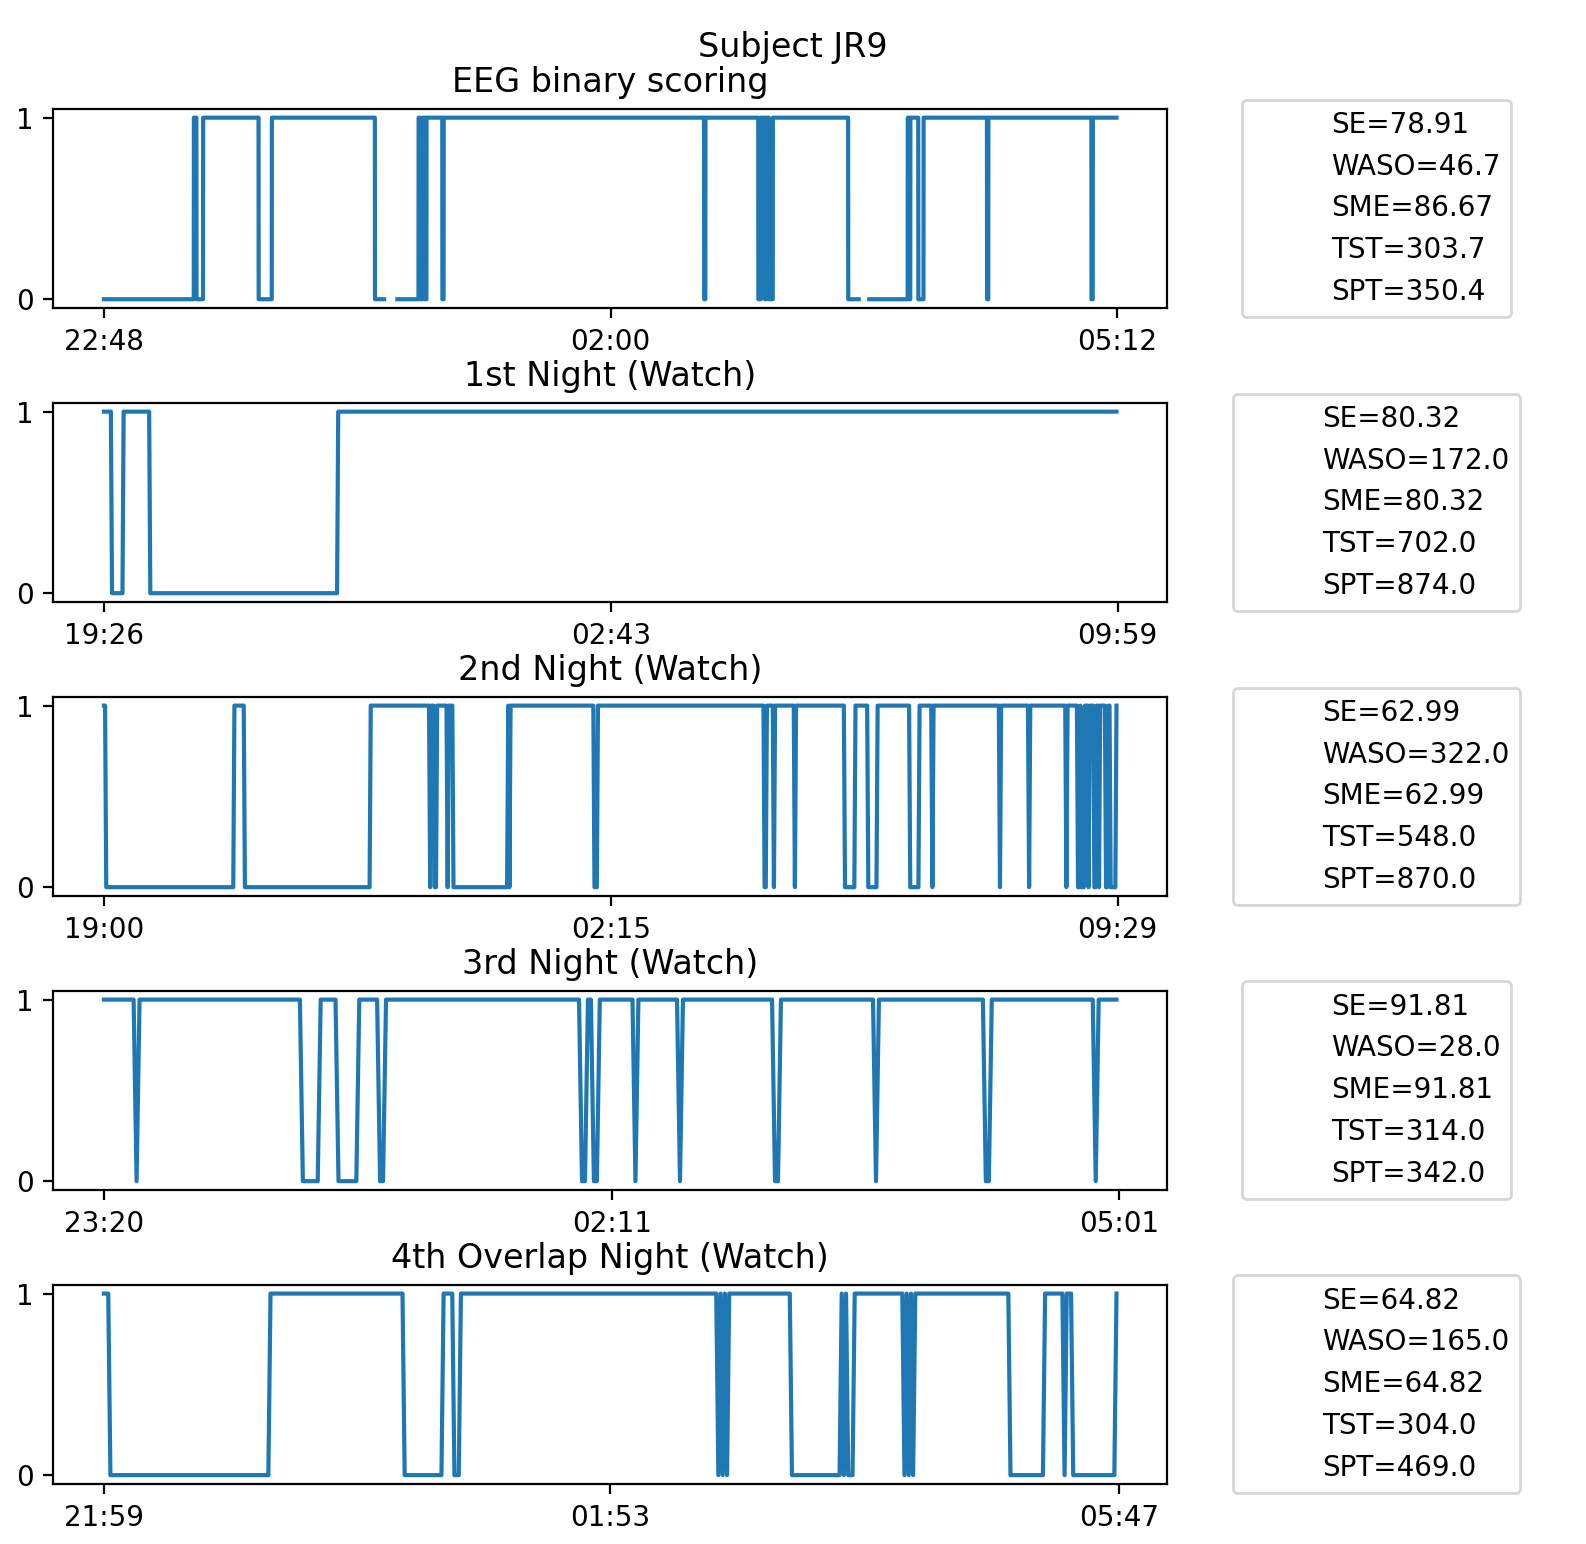 Subject JR9
EEG binary scoring
1
0
22:48 02:00 05:12
SE=78.91
WASO=46.7
SME=86.67
TST=303.7
SPT=350.4
1st Night (Watch)
1
0
19:26 02:43 09:59
SE=80.32
WASO=172.0
SME=80.32
TST=702.0
SPT=874.0
2nd Night (Watch)
1
0
19:00 02:15 09:29
SE=62.99
WASO=322.0
SME=62.99
TST=548.0
SPT=870.0
3rd Night (Watch)
1
0
23:20 02:11 05:01
SE=91.81
WASO=28.0
SME=91.81
TST=314.0
SPT=342.0
4th Overlap Night (Watch)
1
0
21:59 01:53 05:47
SE=64.82
WASO=165.0
SME=64.82
TST=304.0
SPT=469.0